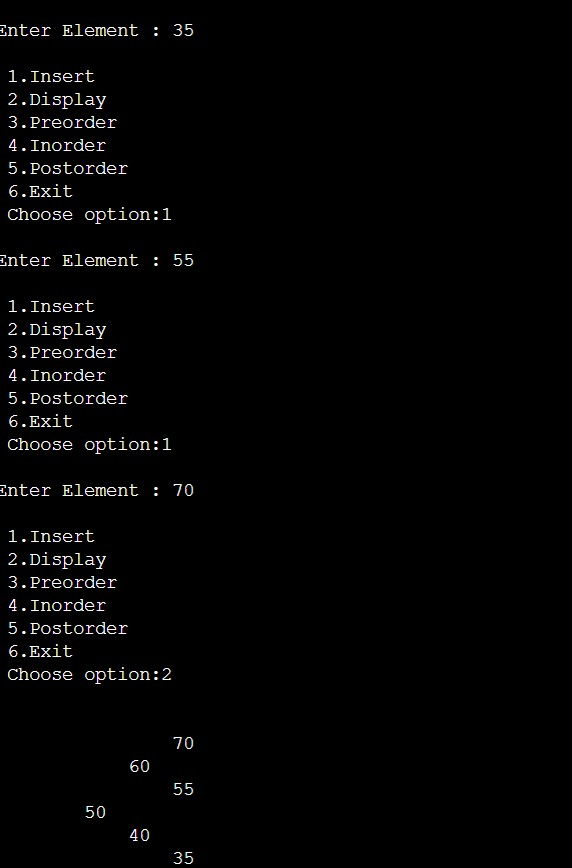 Enter Element : 35
1.Insert
2.Display
3.Preorder
4.Inorder
5.Postorder
6.Exit
Choose option:1
Enter Element : 55
1.Insert
2.Display
3.Preorder
4.Inorder
5.Postorder
6.Exit
Choose option:1
Enter Element : 70
1.Insert
2.Display
3.Preorder
4.Inorder
5.Postorder
6.Exit
Choose option:2
70
60
55
50
40
35